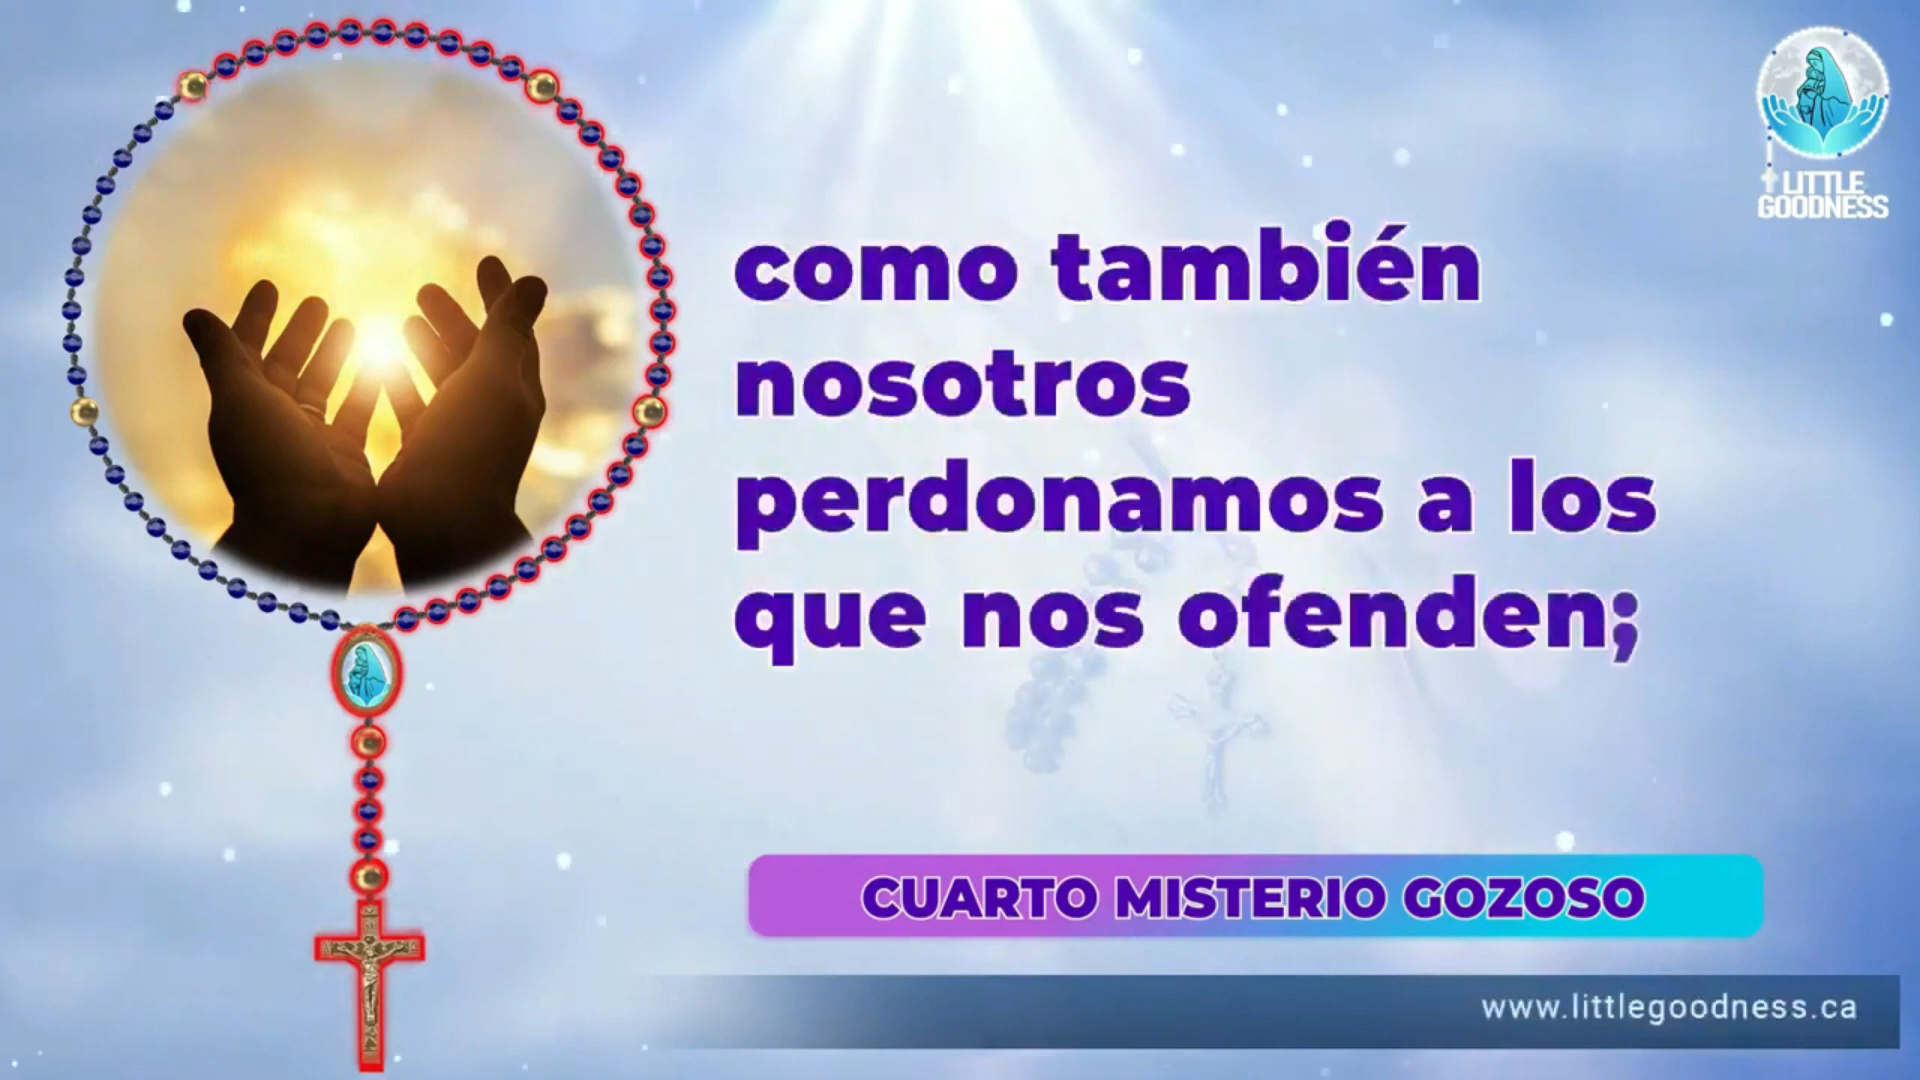 LITTLE
GOODNESS
como también
nosotros
perdonamos a los
que nos ofenden;
CUARTO MISTERIO GOZOSO
www.littlegoodness.ca